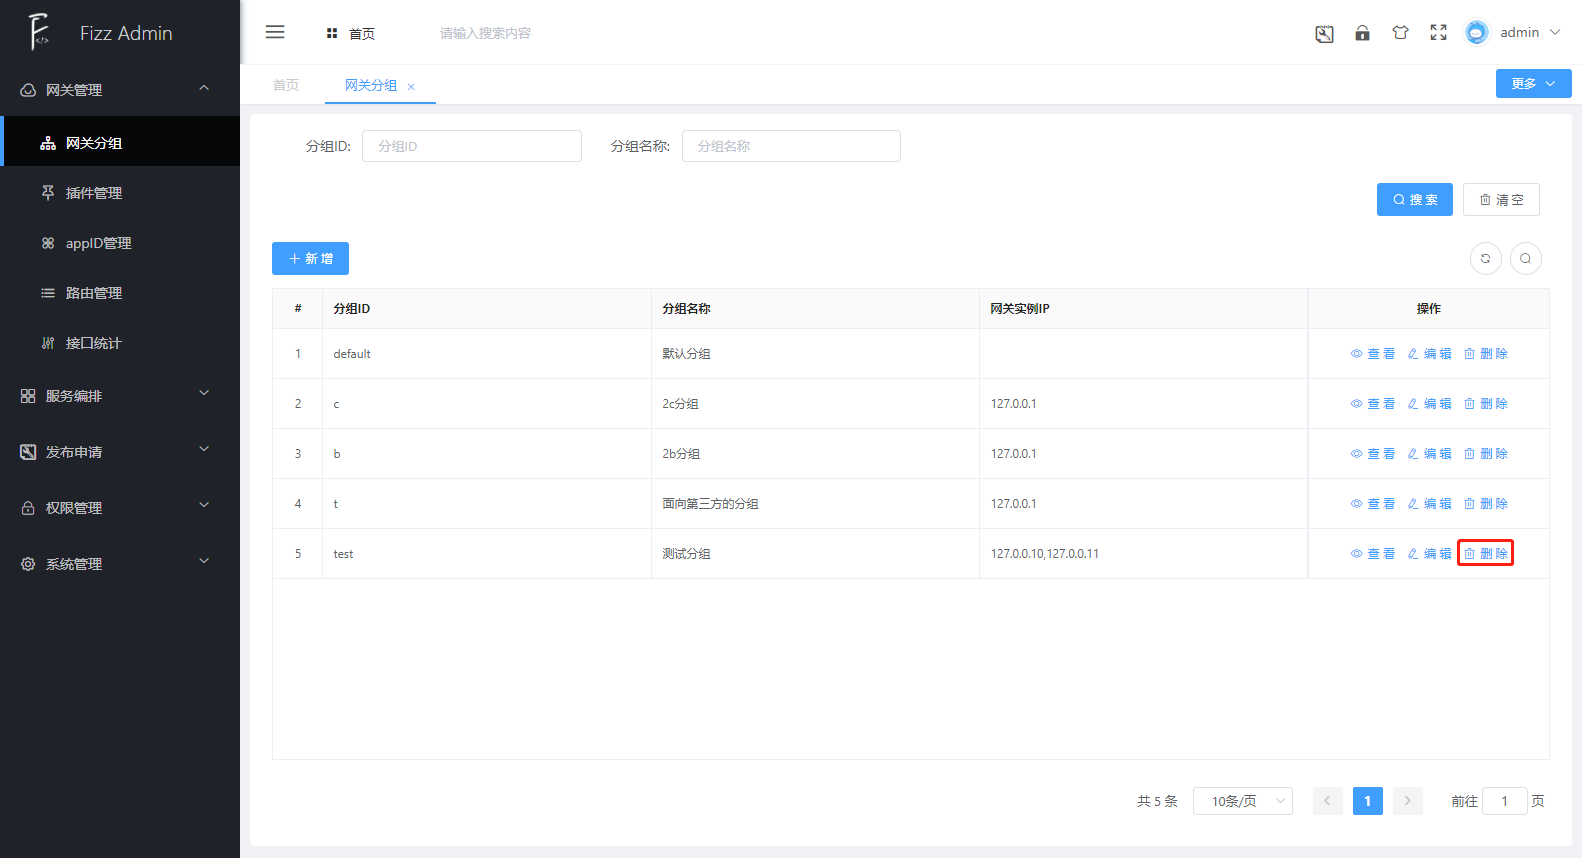 Fizz Admin
首页
请输入搜索内容
admin
网关管理
网关分组
插件管理
appID管理
路由管理
接口统计
服务编排
发布申请
权限管理
系统管理
首页
网关分组
更多
分组ID: 分组ID
分组名称: 分组名称
搜 索
清 空
新 增
# 分组ID 分组名称 网关实例IP 操作
1 default 默认分组 查 看 编 辑 删 除
2 c 2c分组 127.0.0.1 查 看 编 辑 删 除
3 b 2b分组 127.0.0.1 查 看 编 辑 删 除
4 t 面向第三方的分组 127.0.0.1 查 看 编 辑 删 除
5 test 测试分组 127.0.0.10,127.0.0.11 查 看 编 辑 删 除
共 5 条 10条/页 1 前往 1 页